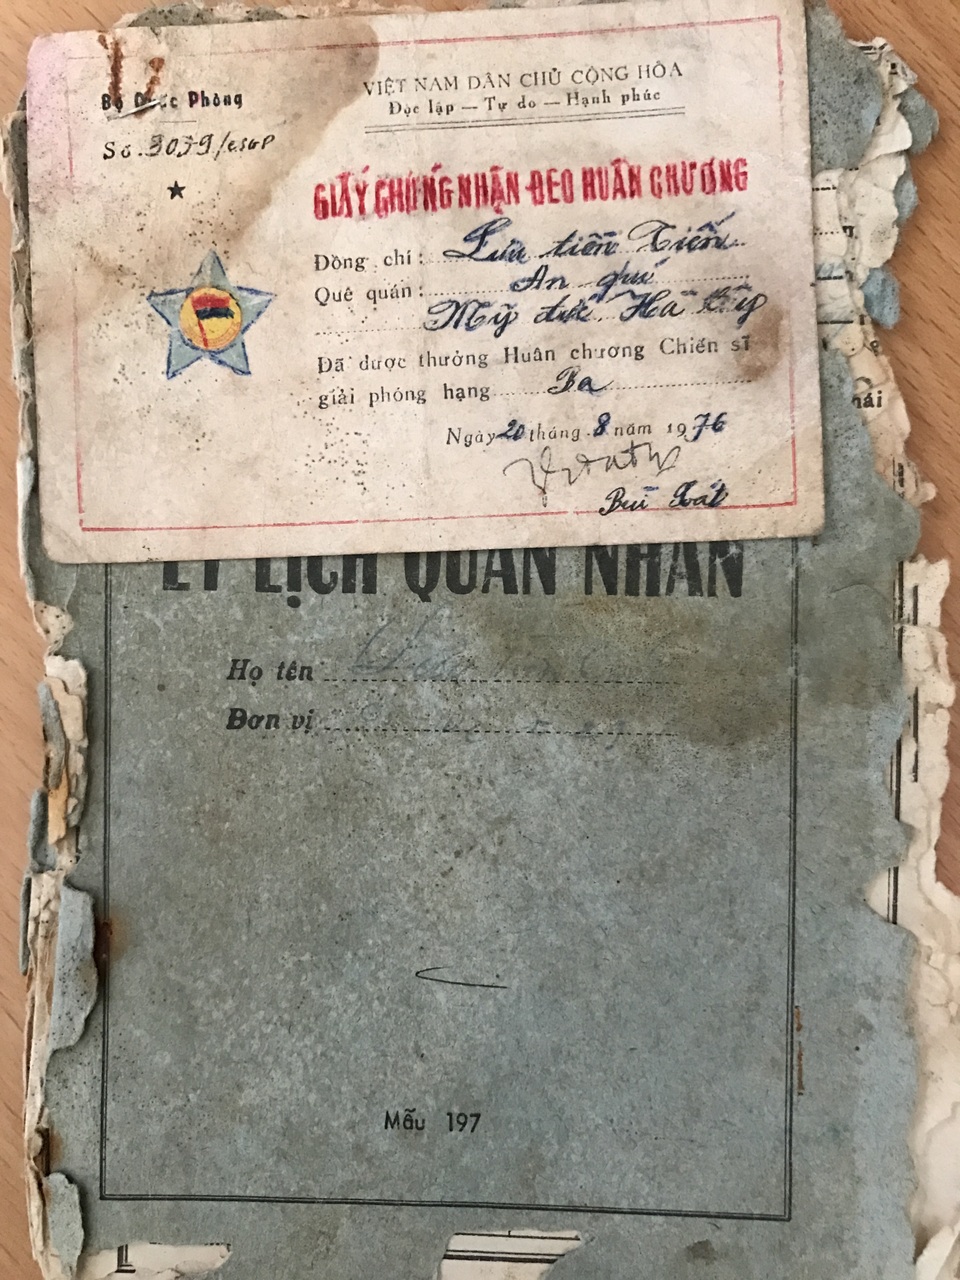 VIỆT NAM DÂN CHỦ CỘNG HÒA
Độc lập — Tự do — Hạnh phúc
Bộ Quốc Phòng
Số 3079/
GIẤY CHỨNG NHẬN ĐEO HUÂN CHƯƠNG
Đồng chí: Lưu tiến Tiến
Quê quán: An phú
Mỹ đức, Hà tây
Đã được thưởng Huân chương Chiến sĩ
giải phóng hạng Ba
Ngày 20 tháng 8 năm 1976
Bùi
LÝ LỊCH QUÂN NHÂN
Họ tên
Đơn vị
Mẫu 197